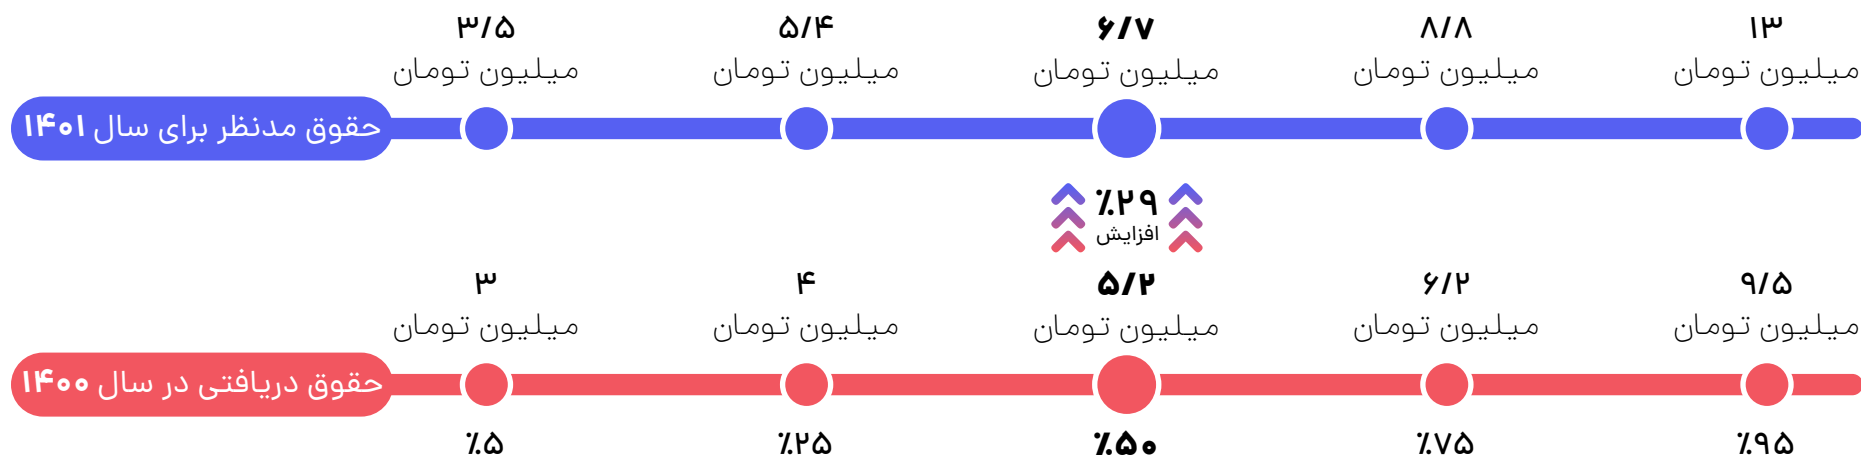 ۳/۵
میلیون تومان
۵/۴
میلیون تومان
۶/۷
میلیون تومان
۸/۸
میلیون تومان
۱۳
میلیون تومان
حقوق مدنظر برای سال ۱۴۰۱
٪۲۹
افزایش
۳
میلیون تومان
۴
میلیون تومان
۵/۲
میلیون تومان
۶/۲
میلیون تومان
۹/۵
میلیون تومان
حقوق دریافتی در سال ۱۴۰۰
٪۵
٪۲۵
٪۵۰
٪۷۵
٪۹۵